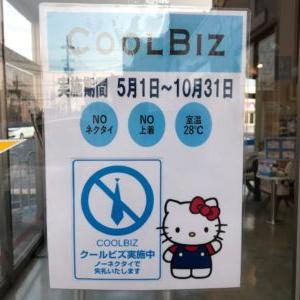 COOLBIZ
実施期間 5月1日～10月31日
NO
ネクタイ
NO
上着
室温
28℃
COOLBIZ
クールビズ実施中
ノーネクタイで
失礼いたします